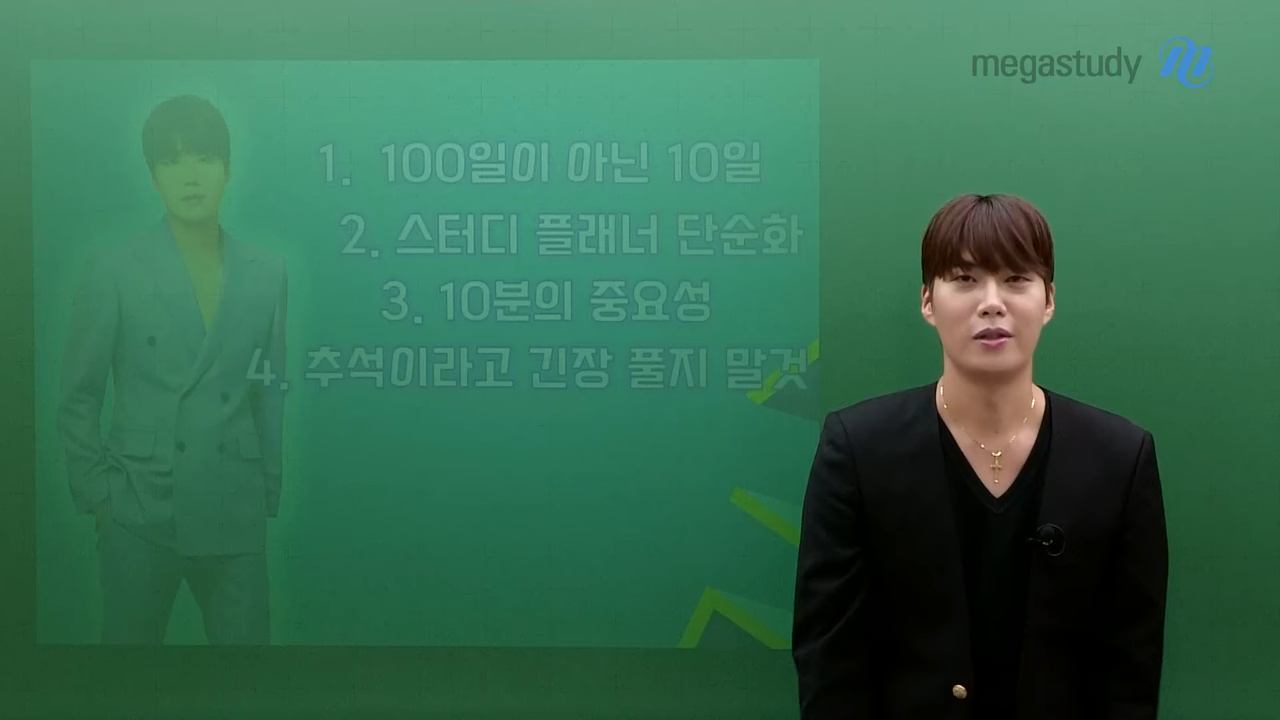 megastudy
1. 100일이 아닌 10일
2. 스터디 플래너 단순화
3. 10분의 중요성
4. 추석이라고 긴장 풀지 말것